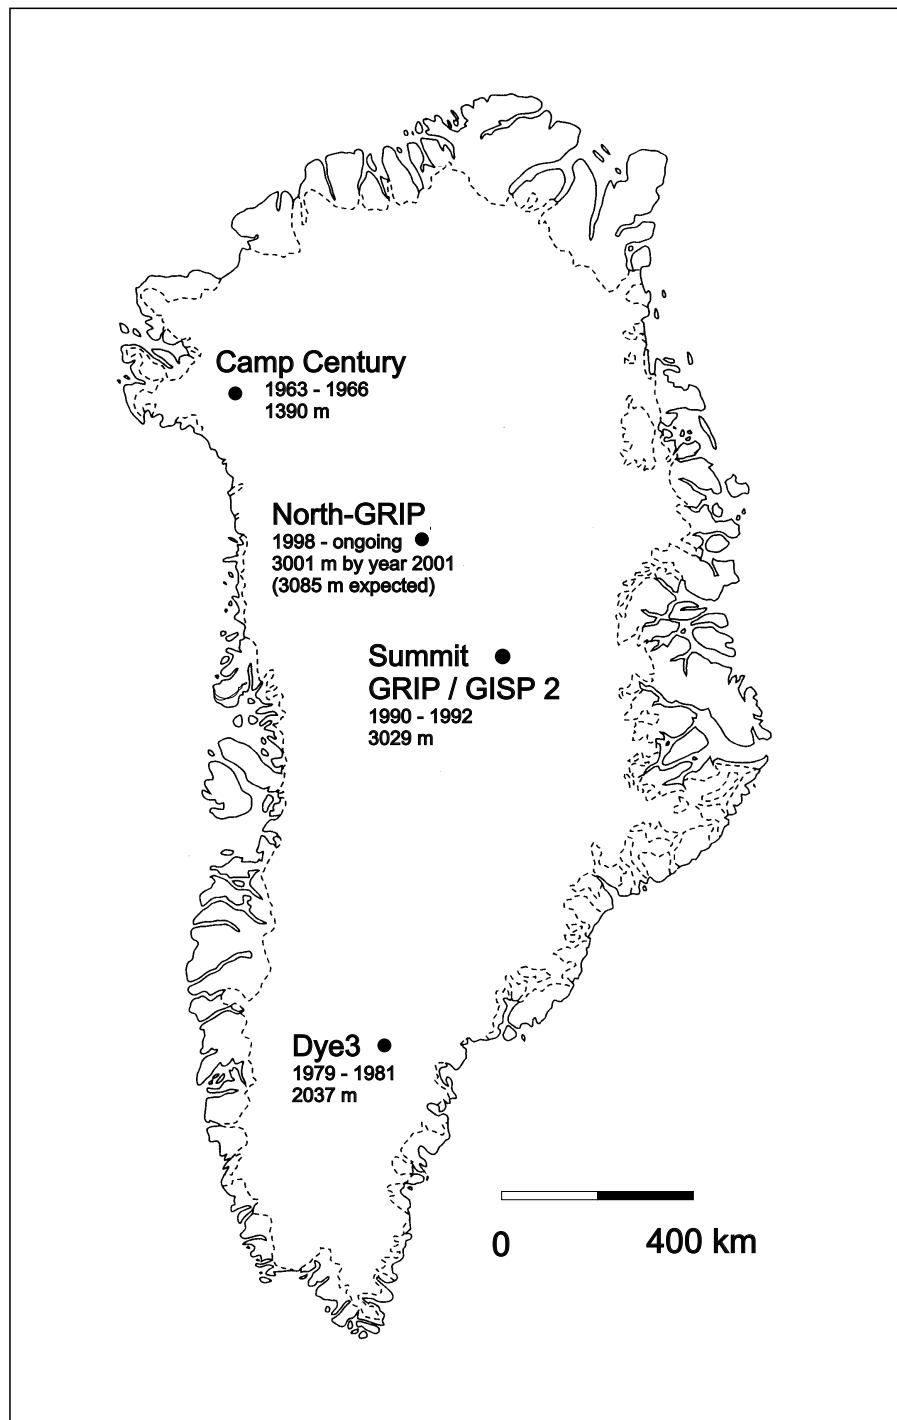 Camp Century
1963 - 1966
1390 m
North-GRIP
1998 - ongoing
3001 m by year 2001
(3085 m expected)
Summit
GRIP / GISP 2
1990 - 1992
3029 m
Dye3
1979 - 1981
2037 m
0 400 km